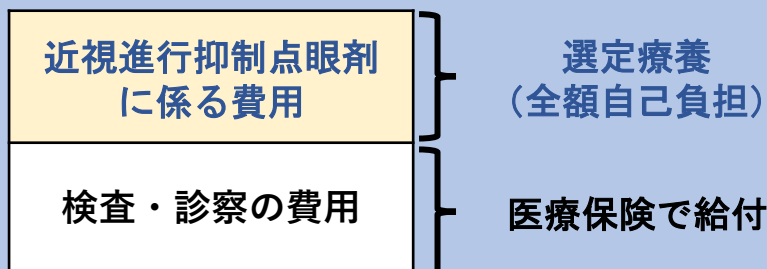 近視進行抑制点眼剤
に係る費用
選定療養
（全額自己負担）
検査・診察の費用
医療保険で給付